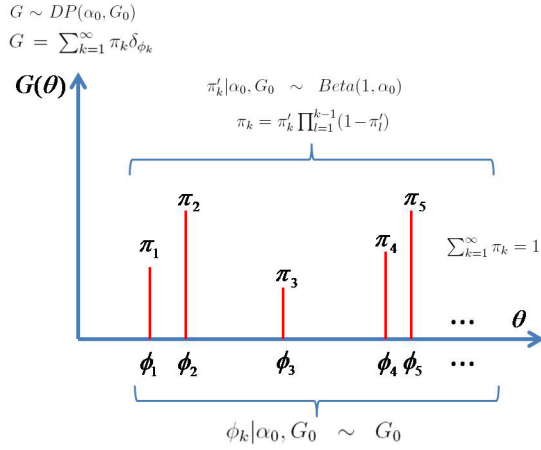 G ∼ DP(α₀, G₀)
G = ∑_{k=1}^{∞} π_k δ_{φ_k}
G(θ)
π′_k|α₀, G₀ ∼ Beta(1, α₀)
π_k = π′_k ∏_{l=1}^{k−1}(1−π′_l)
π₁ π₂ π₃ π₄ π₅
∑_{k=1}^{∞} π_k = 1
... θ
ϕ₁ ϕ₂ ϕ₃ ϕ₄ ϕ₅ ...
ϕ_k|α₀, G₀ ∼ G₀